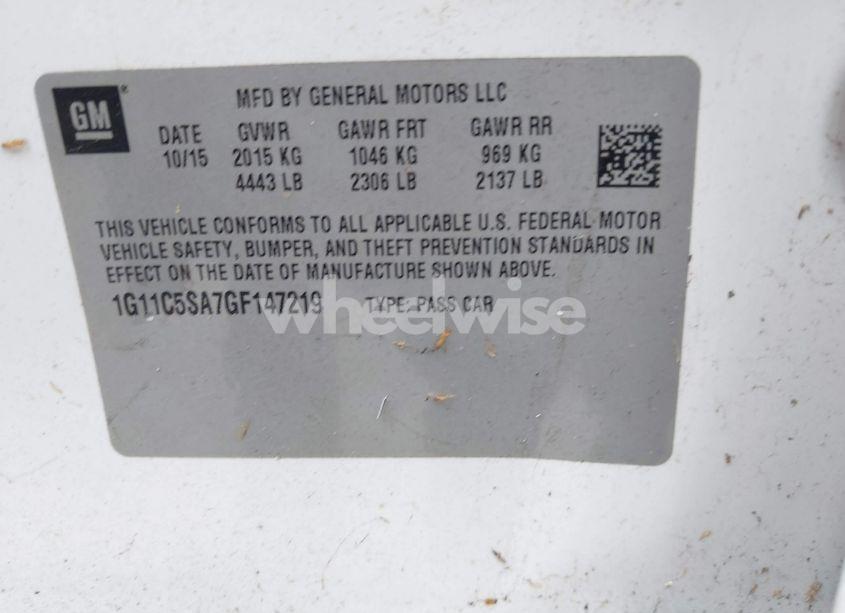 GM®
MFD BY GENERAL MOTORS LLC
DATE GVWR GAWR FRT GAWR RR
10/15 2015 KG 1046 KG 969 KG
4443 LB 2306 LB 2137 LB
THIS VEHICLE CONFORMS TO ALL APPLICABLE U.S. FEDERAL MOTOR
VEHICLE SAFETY, BUMPER, AND THEFT PREVENTION STANDARDS IN
EFFECT ON THE DATE OF MANUFACTURE SHOWN ABOVE.
1G11C5SA7GF147219 TYPE: PASS CAR
wheelwise